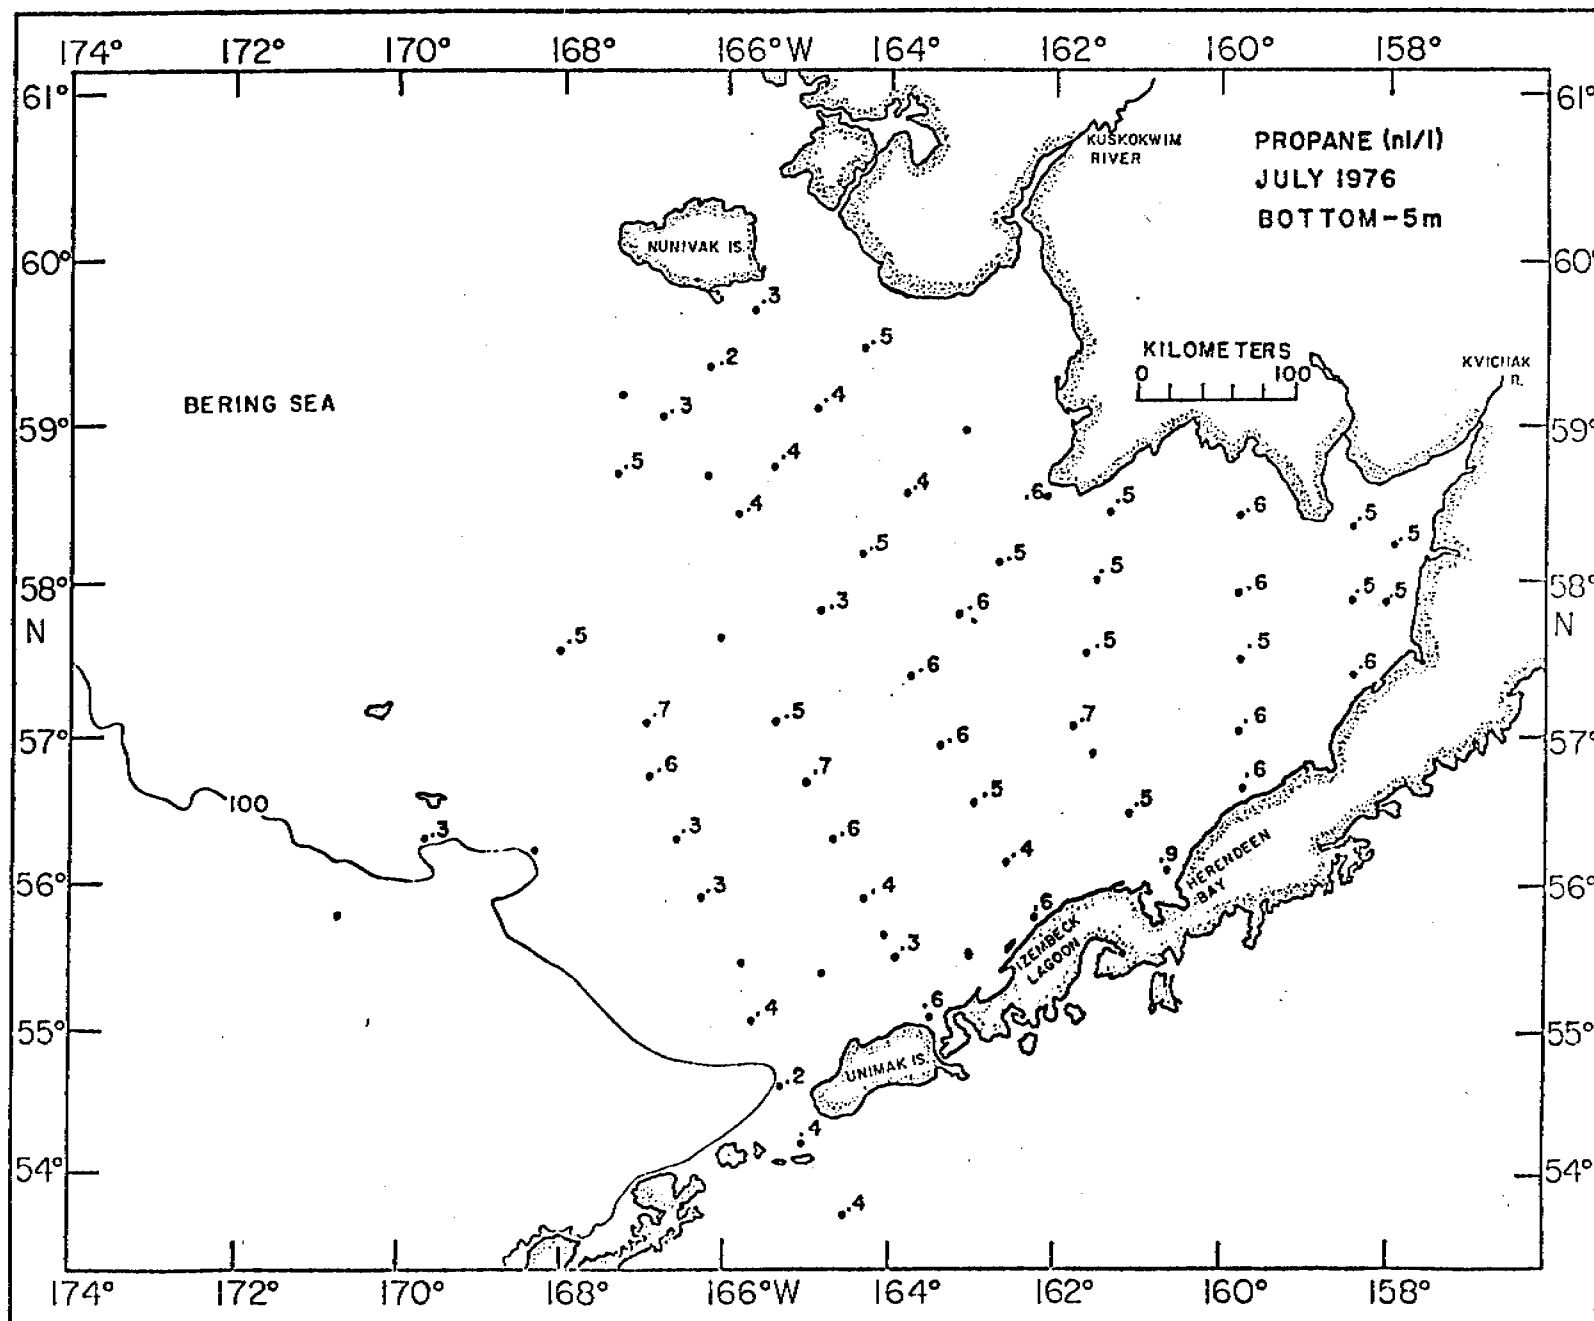 174° 172° 170° 168° 166°W 164° 162° 160° 158°
61° 61°
KUSKOKWIM
RIVER
PROPANE (nl/l)
JULY 1976
BOTTOM-5m
NUNIVAK IS.
60° 60°
.3
.5
.2
KILOMETERS
0 100
KVICHAK
R.
BERING SEA
.3 .4
59° 59°
.5 .4
.4 .4 .6 .5 .6 .5
.5 .5 .5 .5
58° 58°
N N
.3 .6 .6 .5 .5
.5 .5 .5
.6 .6
.7 .5 .7 .6
57° 57°
.6 .7 .6 .6
100
.5 .5
.3 .3 .6
.4 .9
HERENDEEN
BAY
56° 56°
.3 .4 .6
.3
IZEMBECK
LAGOON
.4 .6
55° 55°
UNIMAK IS.
.2
.4
54° 54°
.4
174° 172° 170° 168° 166°W 164° 162° 160° 158°